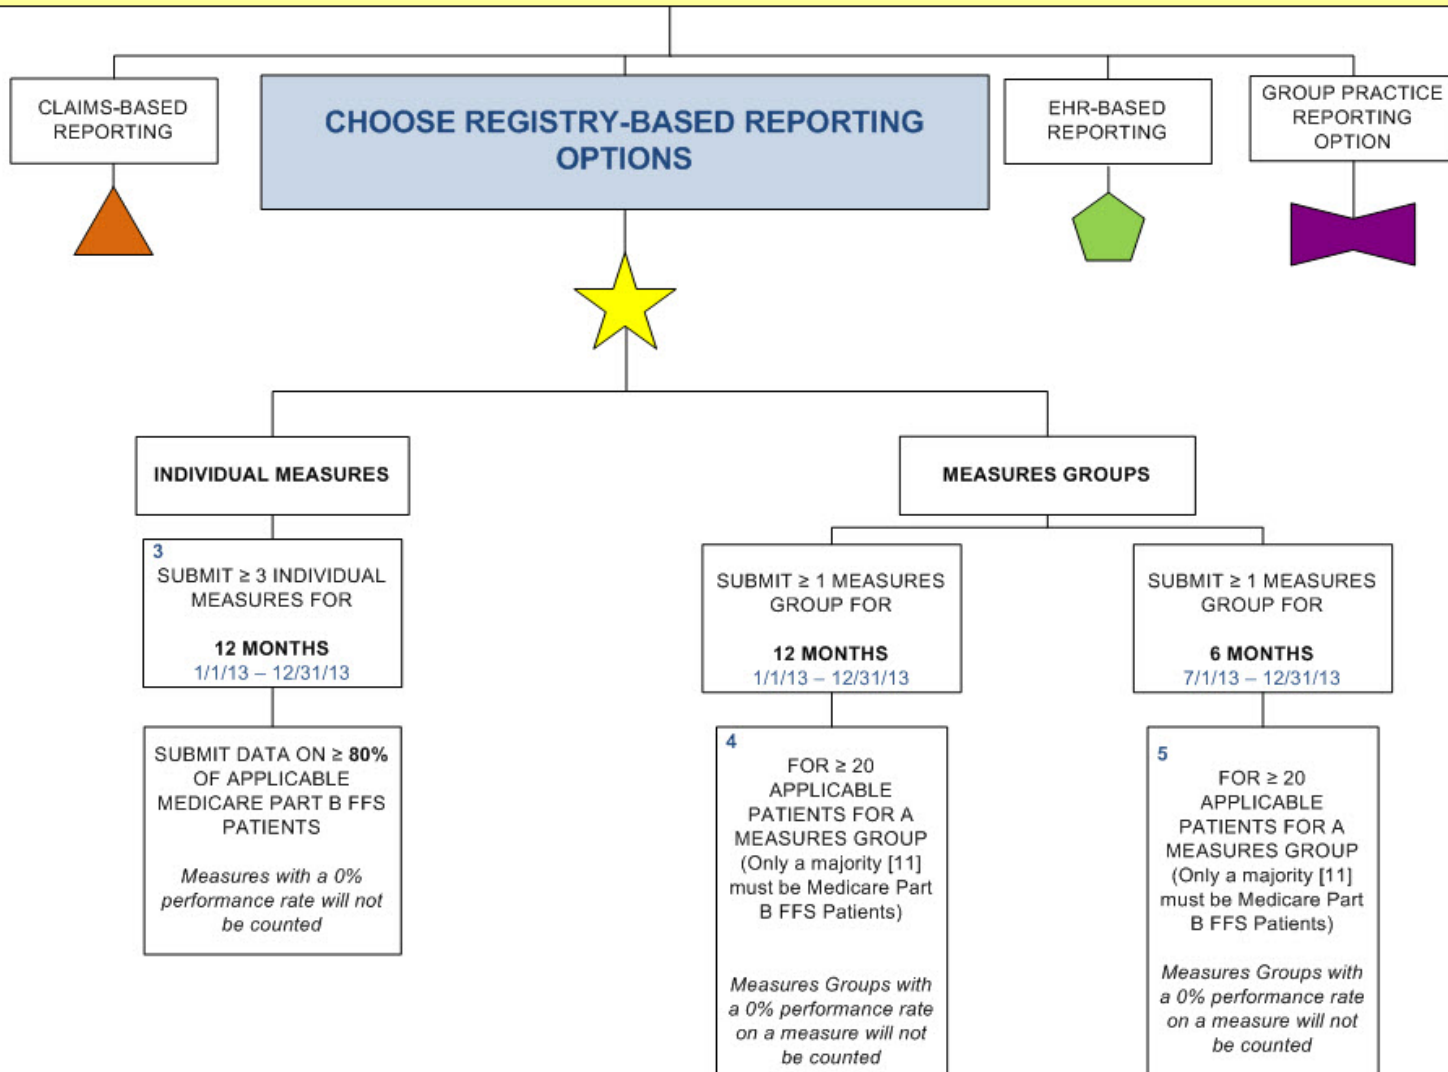 CLAIMS-BASED
REPORTING
CHOOSE REGISTRY-BASED REPORTING
OPTIONS
EHR-BASED
REPORTING
GROUP PRACTICE
REPORTING
OPTION
INDIVIDUAL MEASURES
MEASURES GROUPS
3
SUBMIT ≥ 3 INDIVIDUAL
MEASURES FOR
12 MONTHS
1/1/13 – 12/31/13
SUBMIT ≥ 1 MEASURES
GROUP FOR
12 MONTHS
1/1/13 – 12/31/13
SUBMIT ≥ 1 MEASURES
GROUP FOR
6 MONTHS
7/1/13 – 12/31/13
SUBMIT DATA ON ≥ 80%
OF APPLICABLE
MEDICARE PART B FFS
PATIENTS
Measures with a 0%
performance rate will not
be counted
4
FOR ≥ 20
APPLICABLE
PATIENTS FOR A
MEASURES GROUP
(Only a majority [11]
must be Medicare Part
B FFS Patients)
Measures Groups with
a 0% performance rate
on a measure will not
be counted
5
FOR ≥ 20
APPLICABLE
PATIENTS FOR A
MEASURES GROUP
(Only a majority [11]
must be Medicare Part
B FFS Patients)
Measures Groups with
a 0% performance rate
on a measure will not
be counted